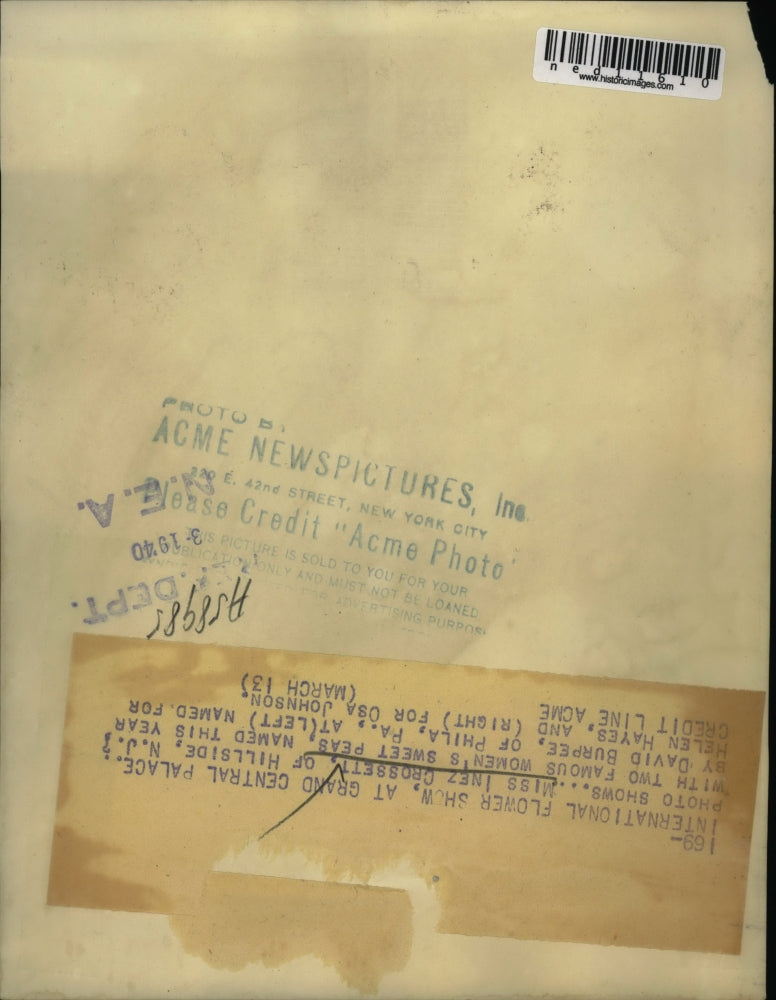 ned11610
www.historicimages.com
PHOTO
ACME NEWSPICTURES, Inc.
E. 42nd STREET, NEW YORK CITY
Please Credit "Acme Photo"
THIS PICTURE IS SOLD TO YOU FOR YOUR
PUBLICATION ONLY AND MUST NOT BE LOANED
FOR ADVERTISING PURPOS
N.E.A.
3-1940
DEPT.
169-
INTERNATIONAL FLOWER SHOW, AT GRAND CENTRAL PALACE.
PHOTO SHOWS....MISS INEZ CROSSETT, OF HILLSIDE, N.J.,
WITH TWO FAMOUS WOMEN'S SWEET PEAS, NAMED THIS YEAR
BY DAVID BURPEE, OF PHILA., PA., AT(LEFT) NAMED FOR
HELEN HAYES, AND (RIGHT) FOR OSA JOHNSON.
CREDIT LINE ACME (MARCH 13)